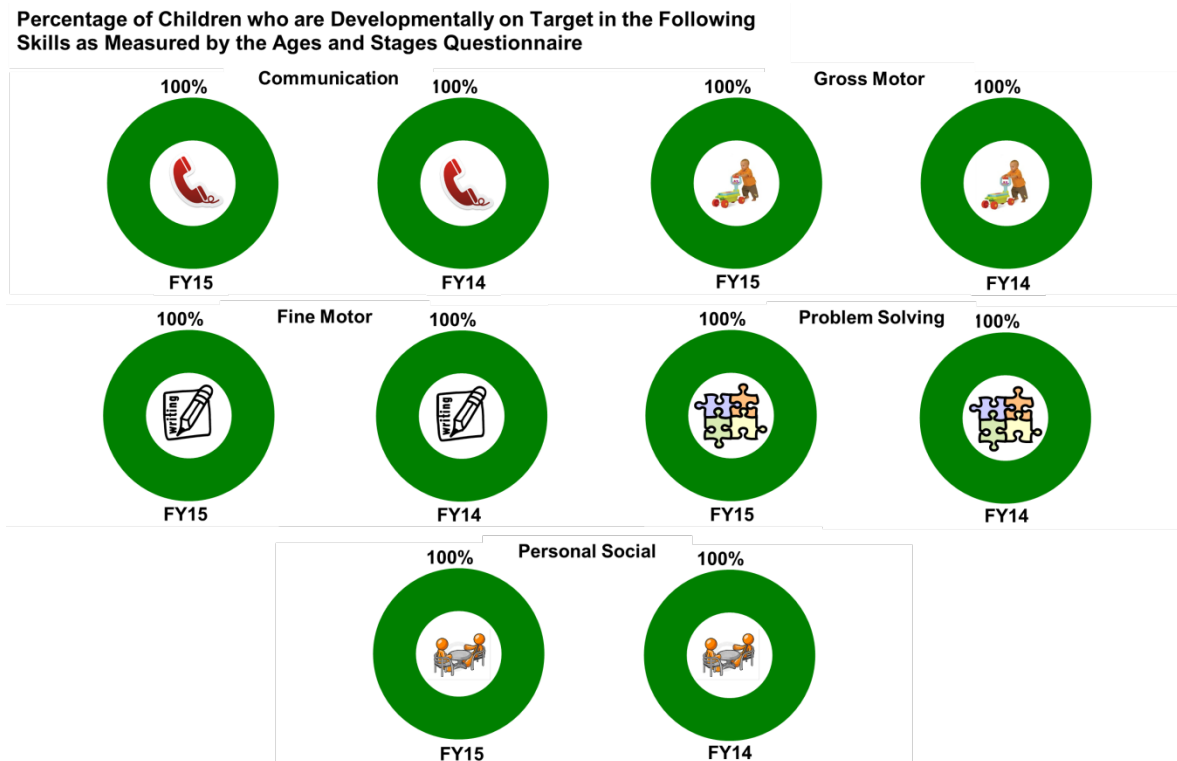 Percentage of Children who are Developmentally on Target in the Following
Skills as Measured by the Ages and Stages Questionnaire
Communication
Gross Motor
100%
100%
100%
100%
FY15
FY14
FY15
FY14
Fine Motor
Problem Solving
100%
100%
100%
100%
writing
writing
FY15
FY14
FY15
FY14
Personal Social
100%
100%
FY15
FY14